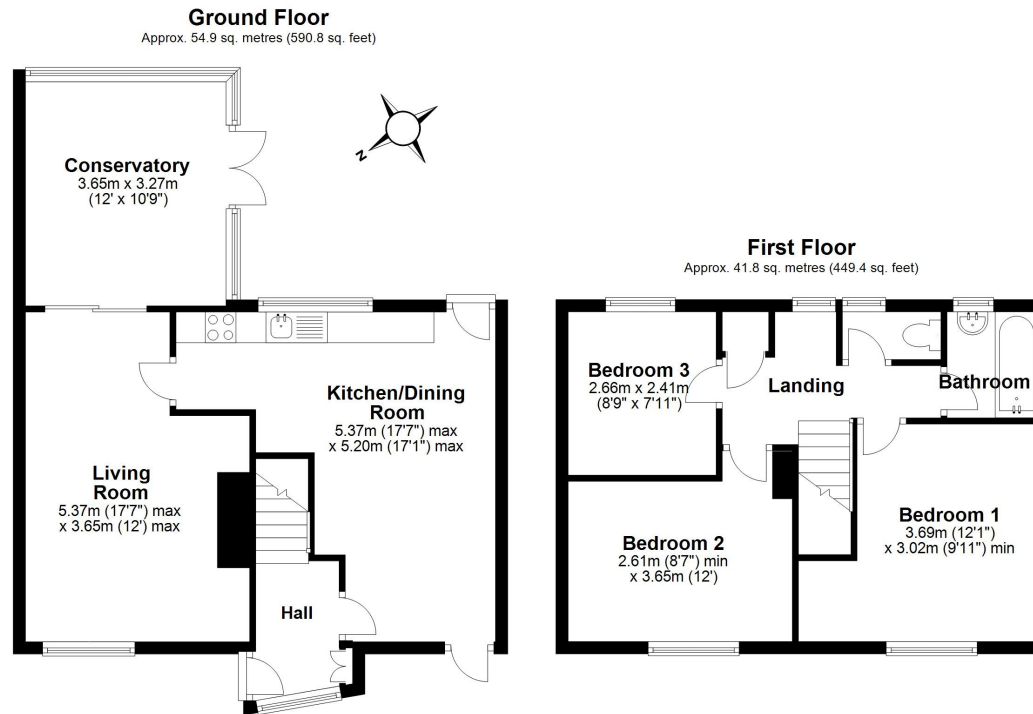 Ground Floor
Approx. 54.9 sq. metres (590.8 sq. feet)
Conservatory
3.65m x 3.27m
(12' x 10'9")
N
Kitchen/Dining
Room
5.37m (17'7") max
x 5.20m (17'1") max
Living
Room
5.37m (17'7") max
x 3.65m (12') max
Hall
First Floor
Approx. 41.8 sq. metres (449.4 sq. feet)
Bedroom 3
2.66m x 2.41m
(8'9" x 7'11")
Landing
Bathroom
Bedroom 2
2.61m (8'7") min
x 3.65m (12')
Bedroom 1
3.69m (12'1")
x 3.02m (9'11") min